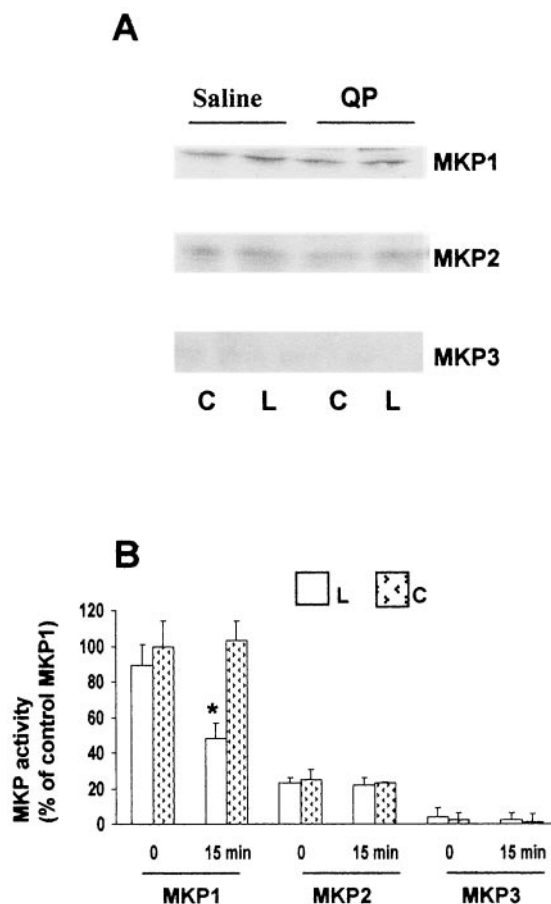 A
Saline QP
MKP1
MKP2
MKP3
C L C L
B
L C
MKP activity
(% of control MKP1)
120
100
80
60
40
20
0
*
0 15 min 0 15 min 0 15 min
MKP1 MKP2 MKP3